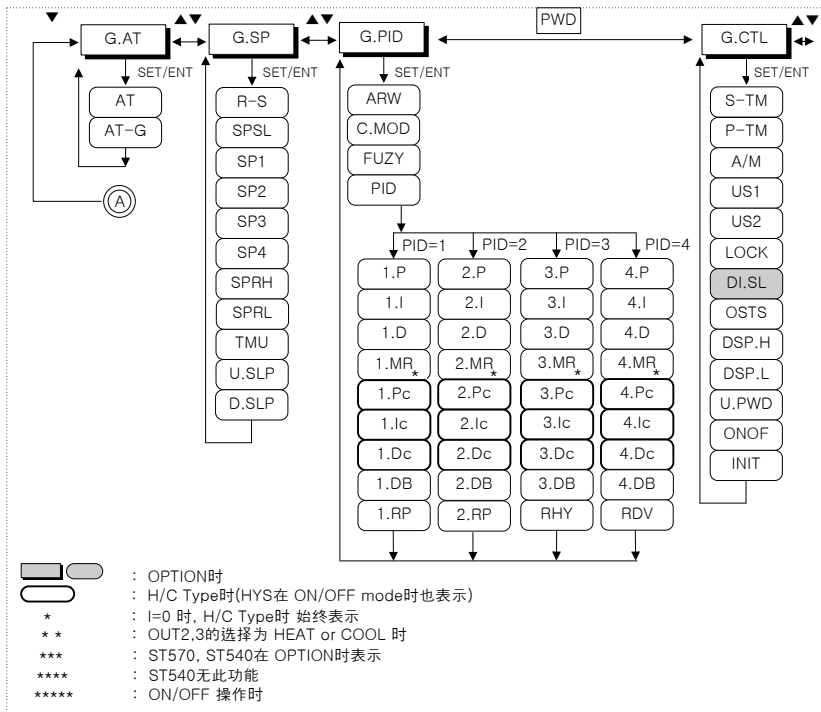 ▼ ▲▼ ▲▼ PWD ▲▼
G.AT G.SP G.PID G.CTL
SET/ENT SET/ENT SET/ENT SET/ENT
AT
AT-G
A
R-S
SPSL
SP1
SP2
SP3
SP4
SPRH
SPRL
TMU
U.SLP
D.SLP
ARW
C.MOD
FUZY
PID
PID=1 PID=2 PID=3 PID=4
1.P 2.P 3.P 4.P
1.I 2.I 3.I 4.I
1.D 2.D 3.D 4.D
1.MR* 2.MR* 3.MR* 4.MR*
1.Pc 2.Pc 3.Pc 4.Pc
1.Ic 2.Ic 3.Ic 4.Ic
1.Dc 2.Dc 3.Dc 4.Dc
1.DB 2.DB 3.DB 4.DB
1.RP 2.RP RHY RDV
S-TM
P-TM
A/M
US1
US2
LOCK
DI.SL
OSTS
DSP.H
DSP.L
U.PWD
ONOF
INIT
: OPTION时
: H/C Type时(HYS在 ON/OFF mode时也表示)
* : I=0 时, H/C Type时 始终表示
* * : OUT2,3的选择为 HEAT or COOL 时
*** : ST570, ST540在 OPTION时表示
**** : ST540无此功能
***** : ON/OFF 操作时